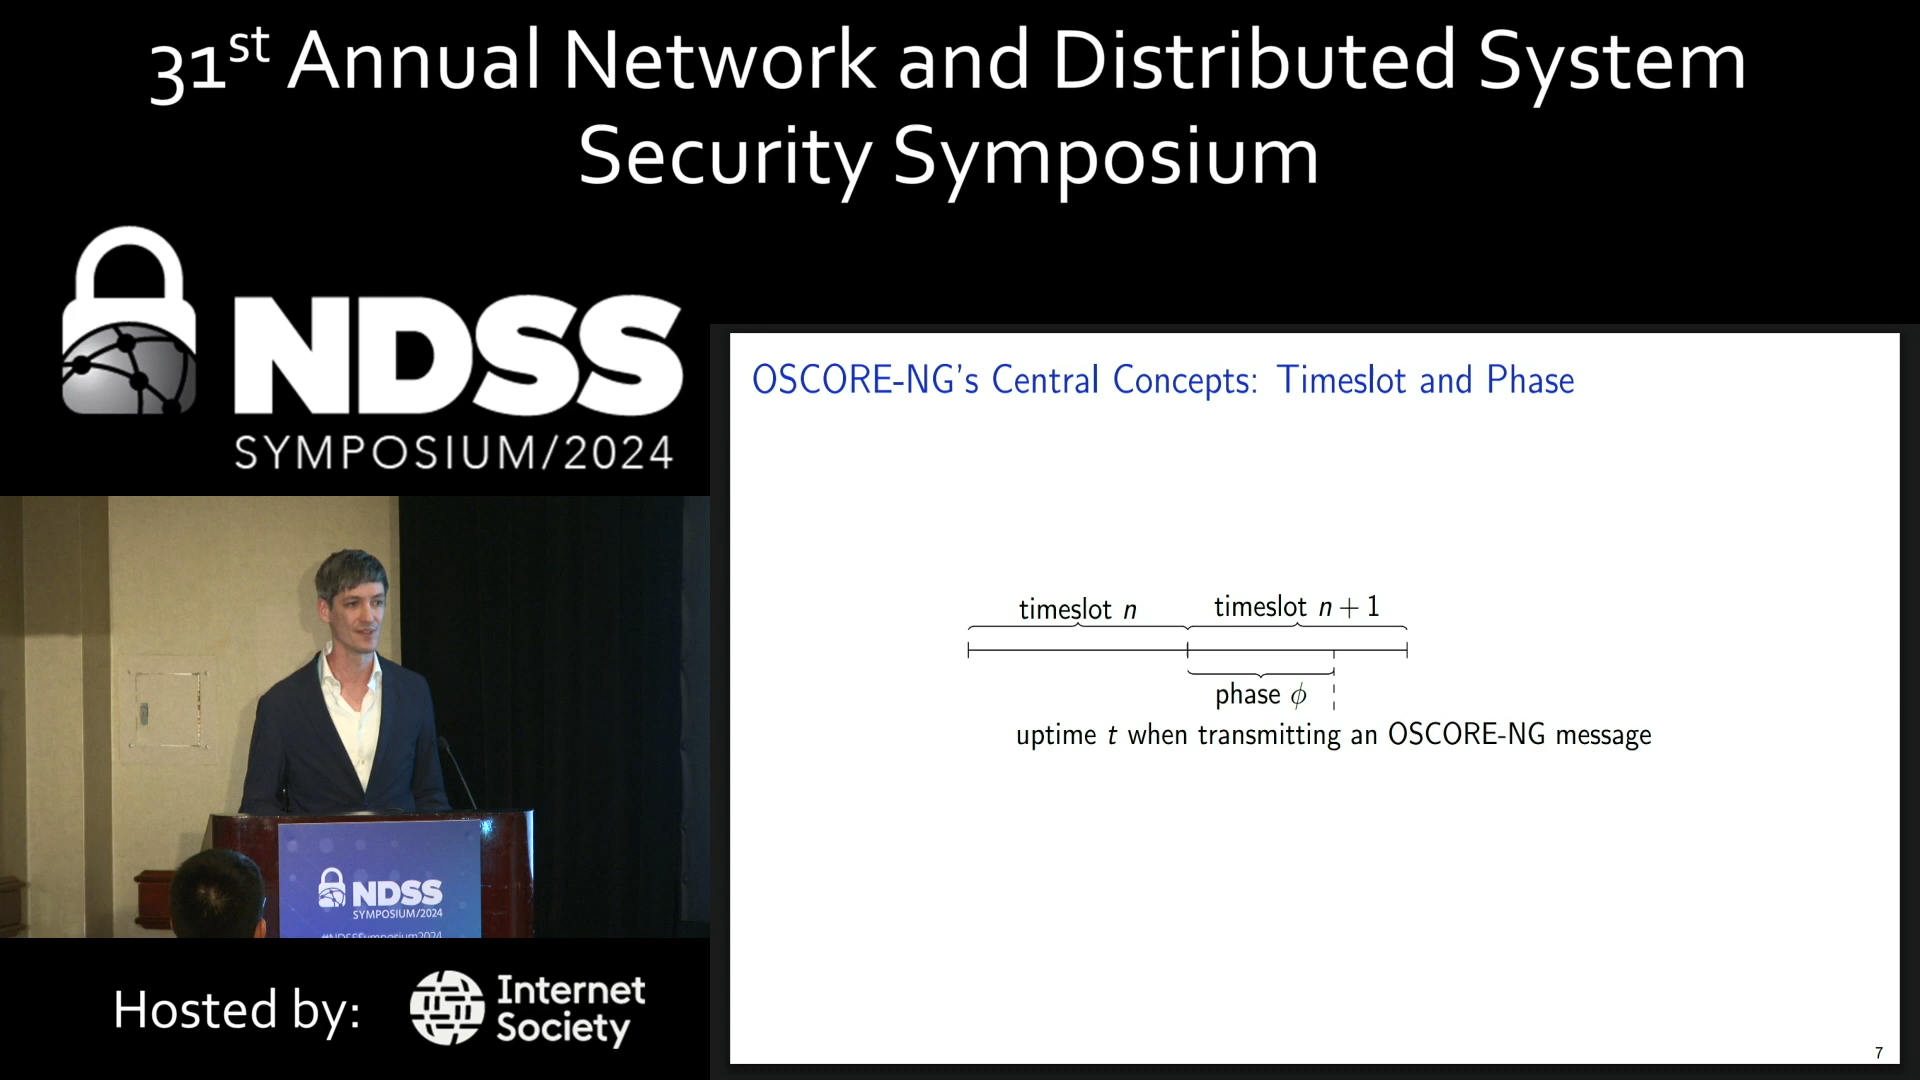 31st Annual Network and Distributed System
Security Symposium
NDSS
SYMPOSIUM/2024
OSCORE-NG's Central Concepts: Timeslot and Phase
timeslot n
timeslot n + 1
phase ϕ
uptime t when transmitting an OSCORE-NG message
7
NDSS
SYMPOSIUM/2024
#NDSSSymposium2024
Hosted by:
Internet
Society